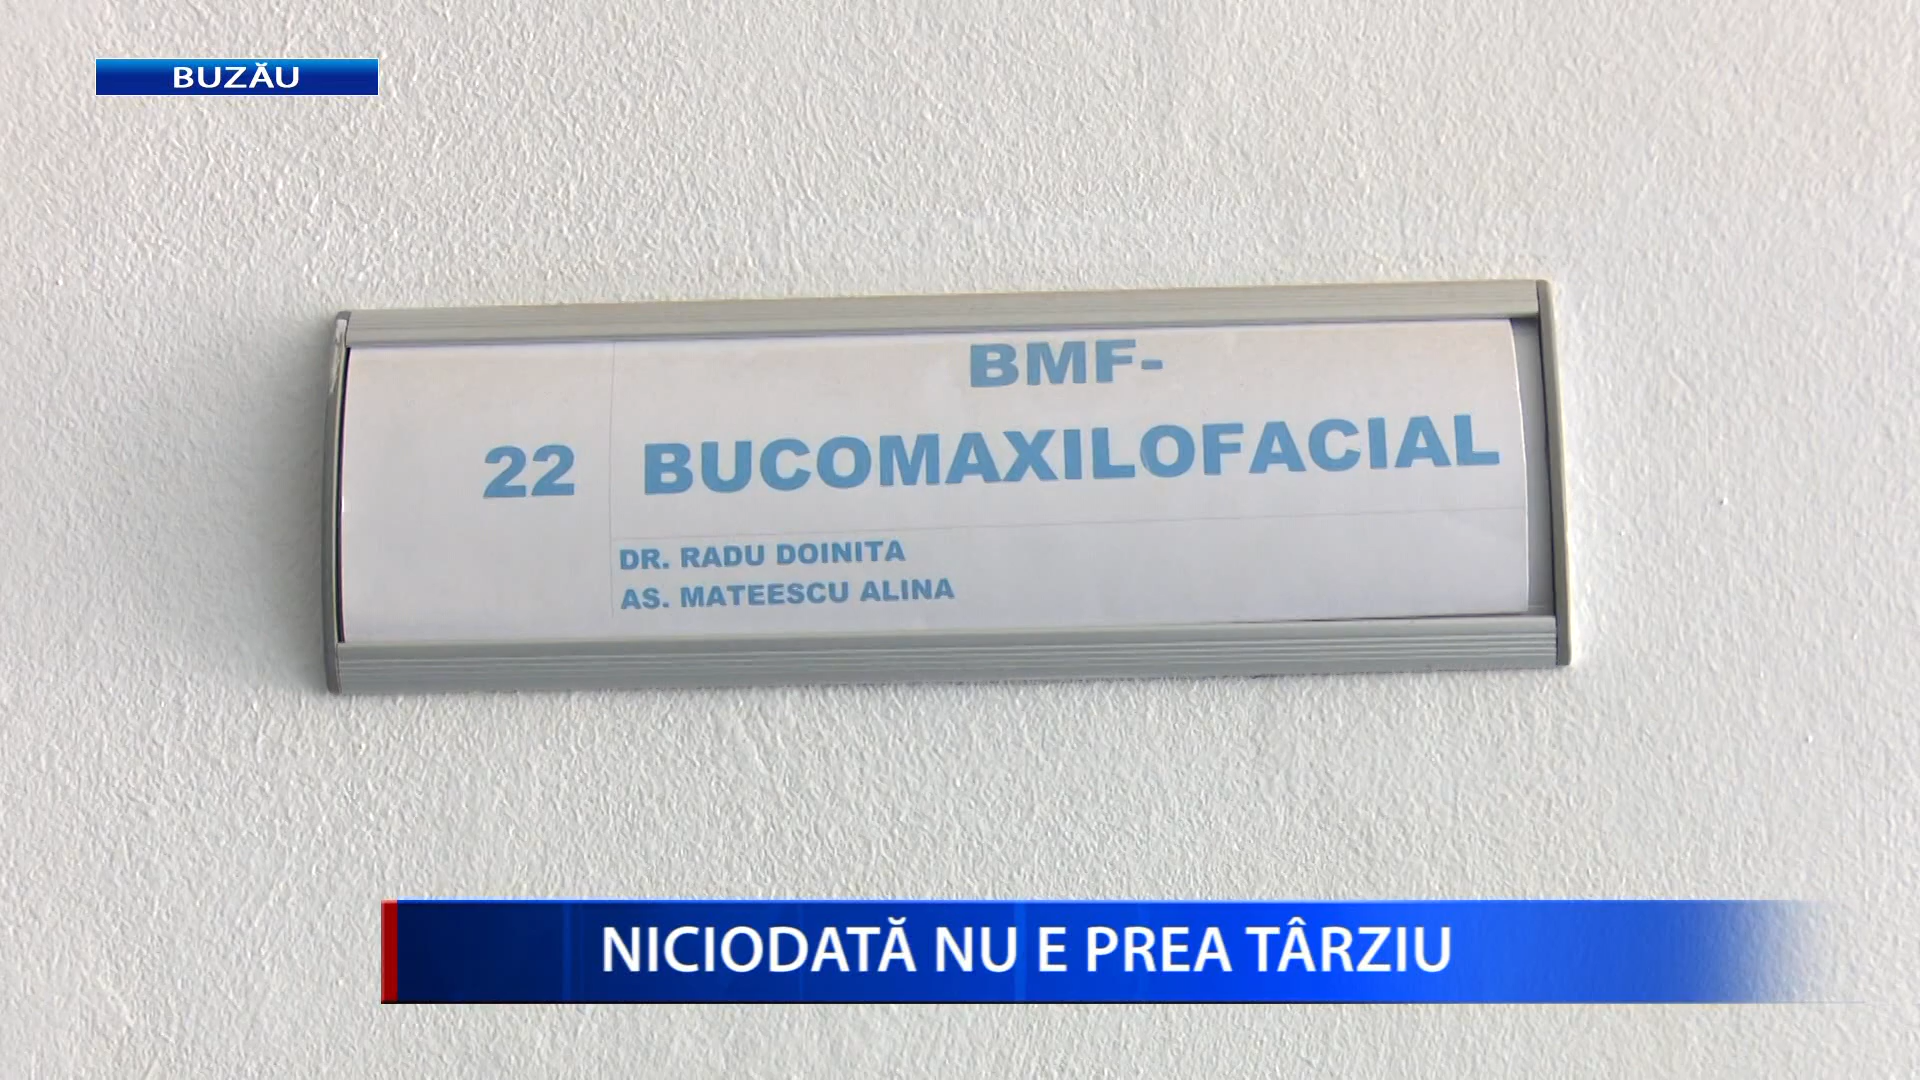 BUZĂU
BMF-
22 BUCOMAXILOFACIAL
DR. RADU DOINITA
AS. MATEESCU ALINA
NICIODATĂ NU E PREA TÂRZIU